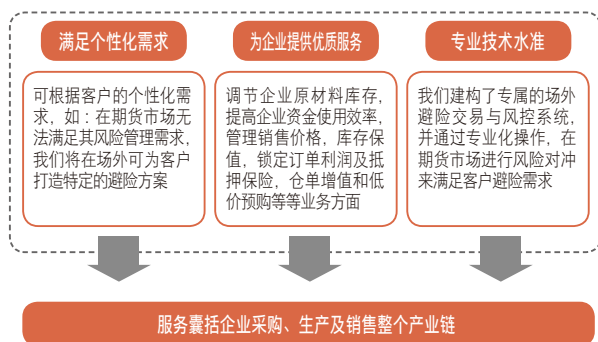 满足个性化需求
为企业提供优质服务
专业技术水准
可根据客户的个性化需
求，如：在期货市场无
法满足其风险管理需求，
我们将在场外可为客户
打造特定的避险方案
调节企业原材料库存，
提高企业资金使用效率，
管理销售价格，库存保
值，锁定订单利润及抵
押保险，仓单增值和低
价预购等等业务方面
我们建构了专属的场外
避险交易与风控系统，
并通过专业化操作，在
期货市场进行风险对冲
来满足客户避险需求
服务囊括企业采购、生产及销售整个产业链